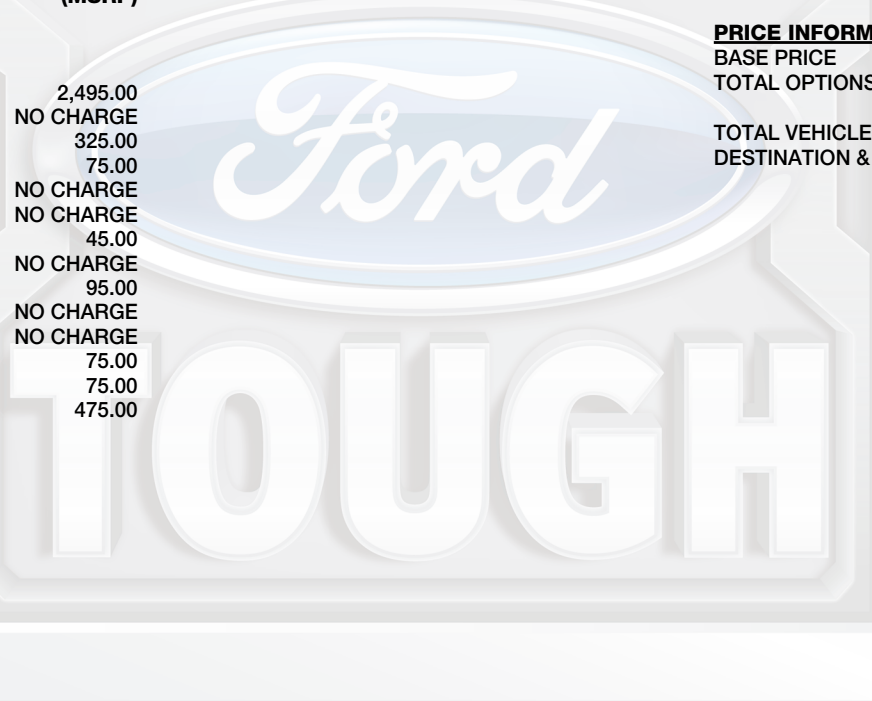 (MSRP)
2,495.00
NO CHARGE
325.00
75.00
NO CHARGE
NO CHARGE
45.00
NO CHARGE
95.00
NO CHARGE
NO CHARGE
75.00
75.00
475.00
PRICE INFORM
BASE PRICE
TOTAL OPTIONS
TOTAL VEHICLE
DESTINATION &
Ford
TOUGH